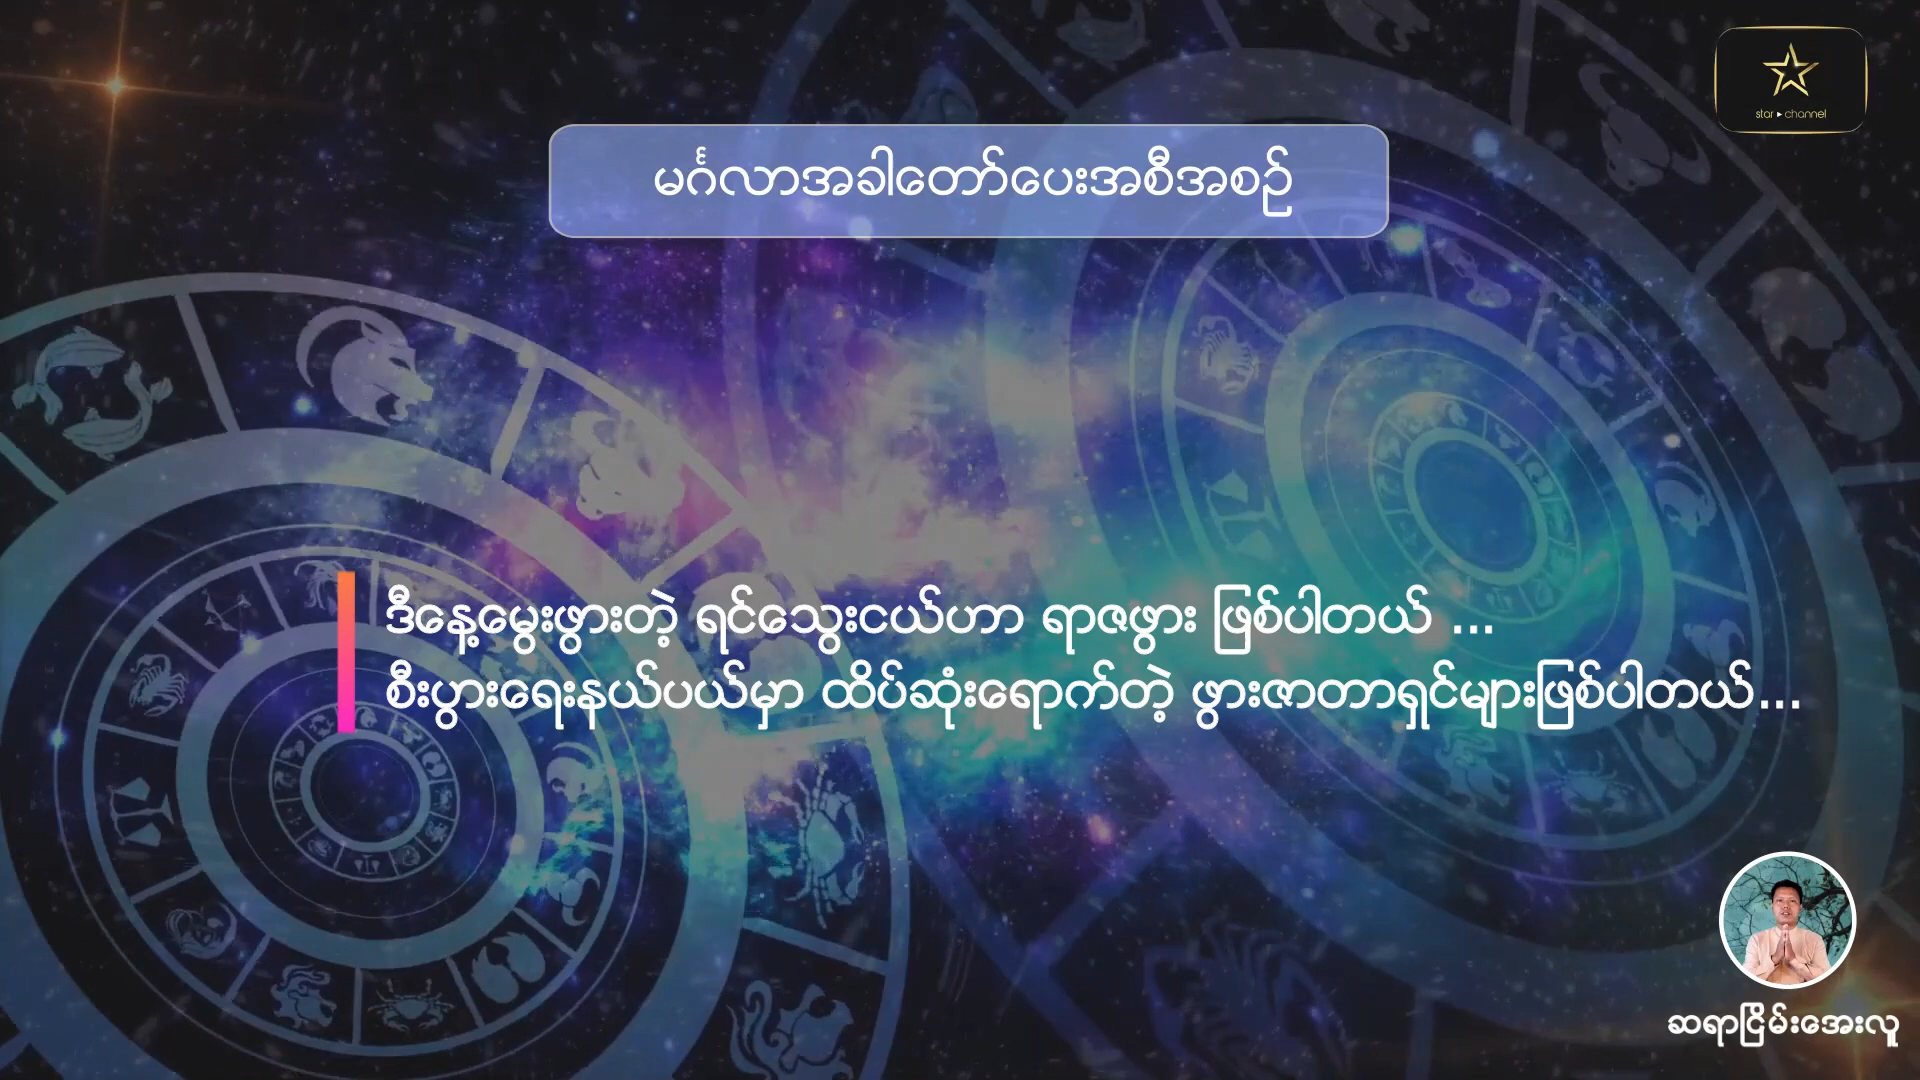 star channel
မင်္ဂလာအခါတော်ပေးအစီအစဉ်
ဒီနေ့မွေးဖွားတဲ့ ရင်သွေးငယ်ဟာ ရာဇဖွား ဖြစ်ပါတယ် ...
စီးပွားရေးနယ်ပယ်မှာ ထိပ်ဆုံးရောက်တဲ့ ဖွားဇာတာရှင်များဖြစ်ပါတယ်...
ဆရာငြိမ်းအေးလူ